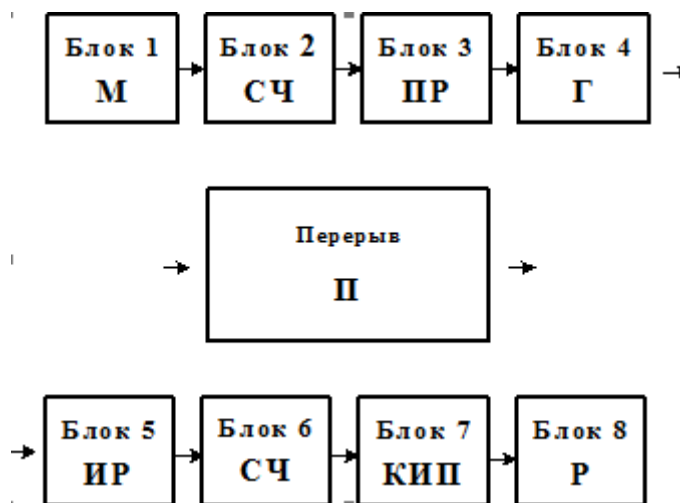 Блок 1 Блок 2 Блок 3 Блок 4
М СЧ ПР Г
Перерыв
П
Блок 5 Блок 6 Блок 7 Блок 8
ИР СЧ КИП Р